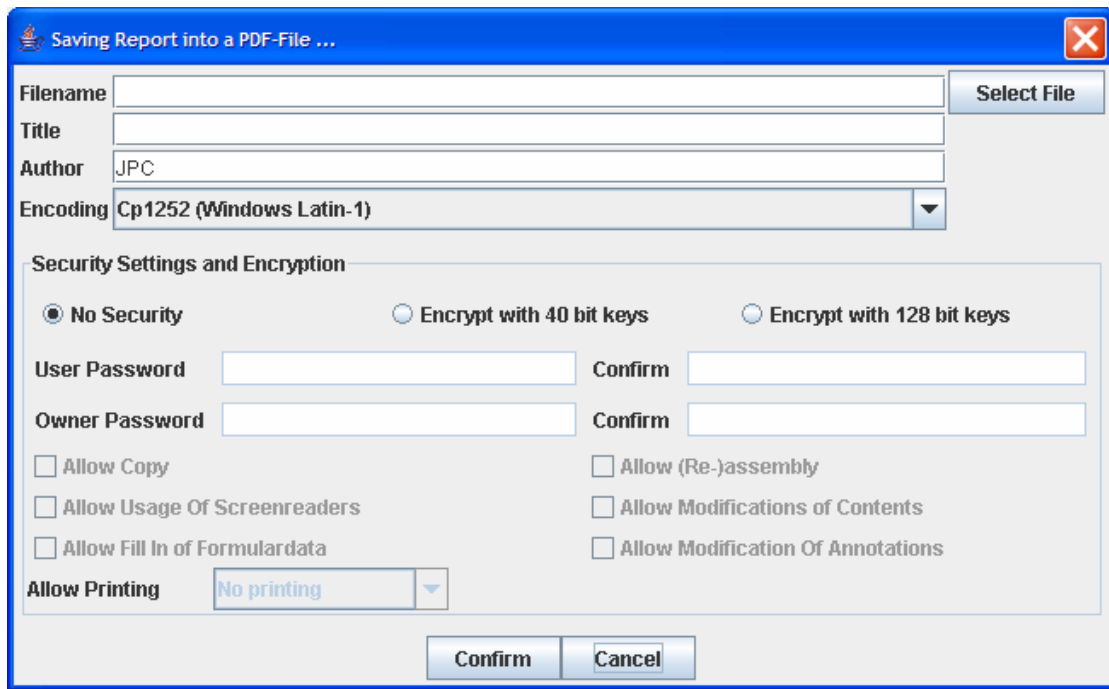 Saving Report into a PDF-File ...
Filename Select File
Title
Author JPC
Encoding Cp1252 (Windows Latin-1)
Security Settings and Encryption
No Security Encrypt with 40 bit keys Encrypt with 128 bit keys
User Password Confirm
Owner Password Confirm
Allow Copy Allow (Re-)assembly
Allow Usage Of Screenreaders Allow Modifications of Contents
Allow Fill In of Formulardata Allow Modification Of Annotations
Allow Printing No printing
Confirm Cancel